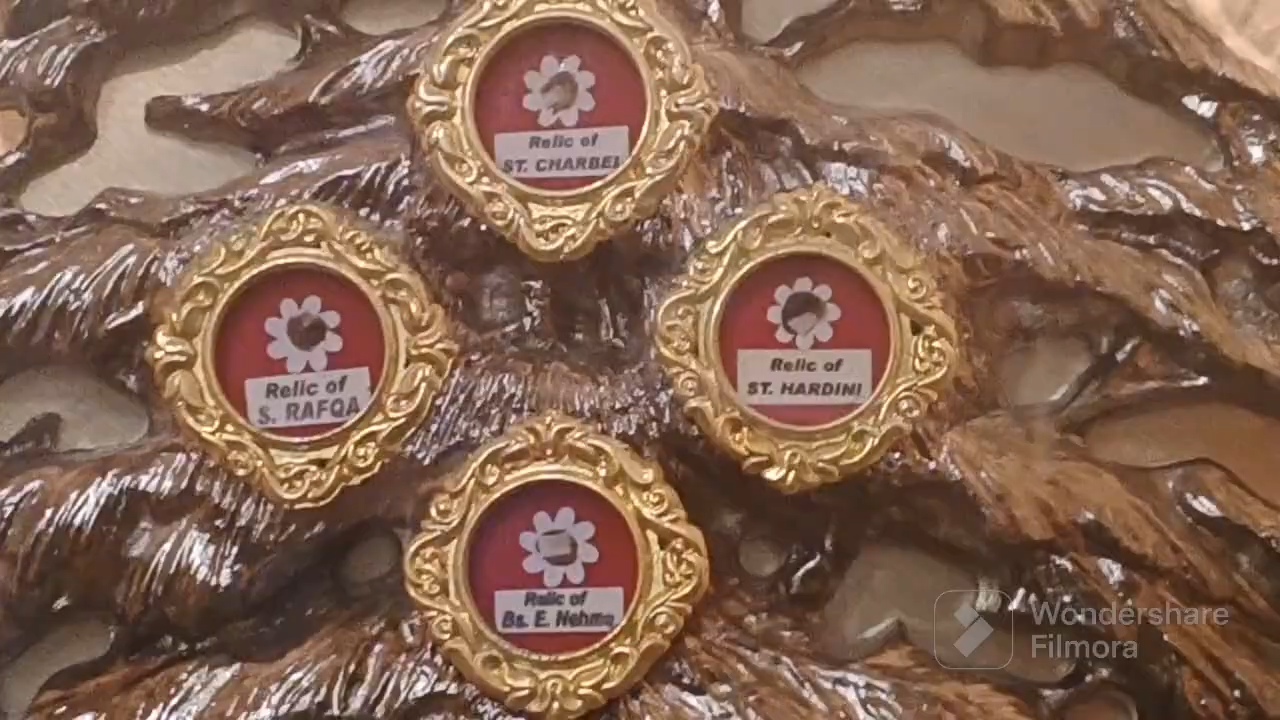 Relic of
ST. CHARBEL
Relic of
S. RAFQA
Relic of
ST. HARDINI
Relic of
Bs. E. Nehme
Wondershare
Filmora